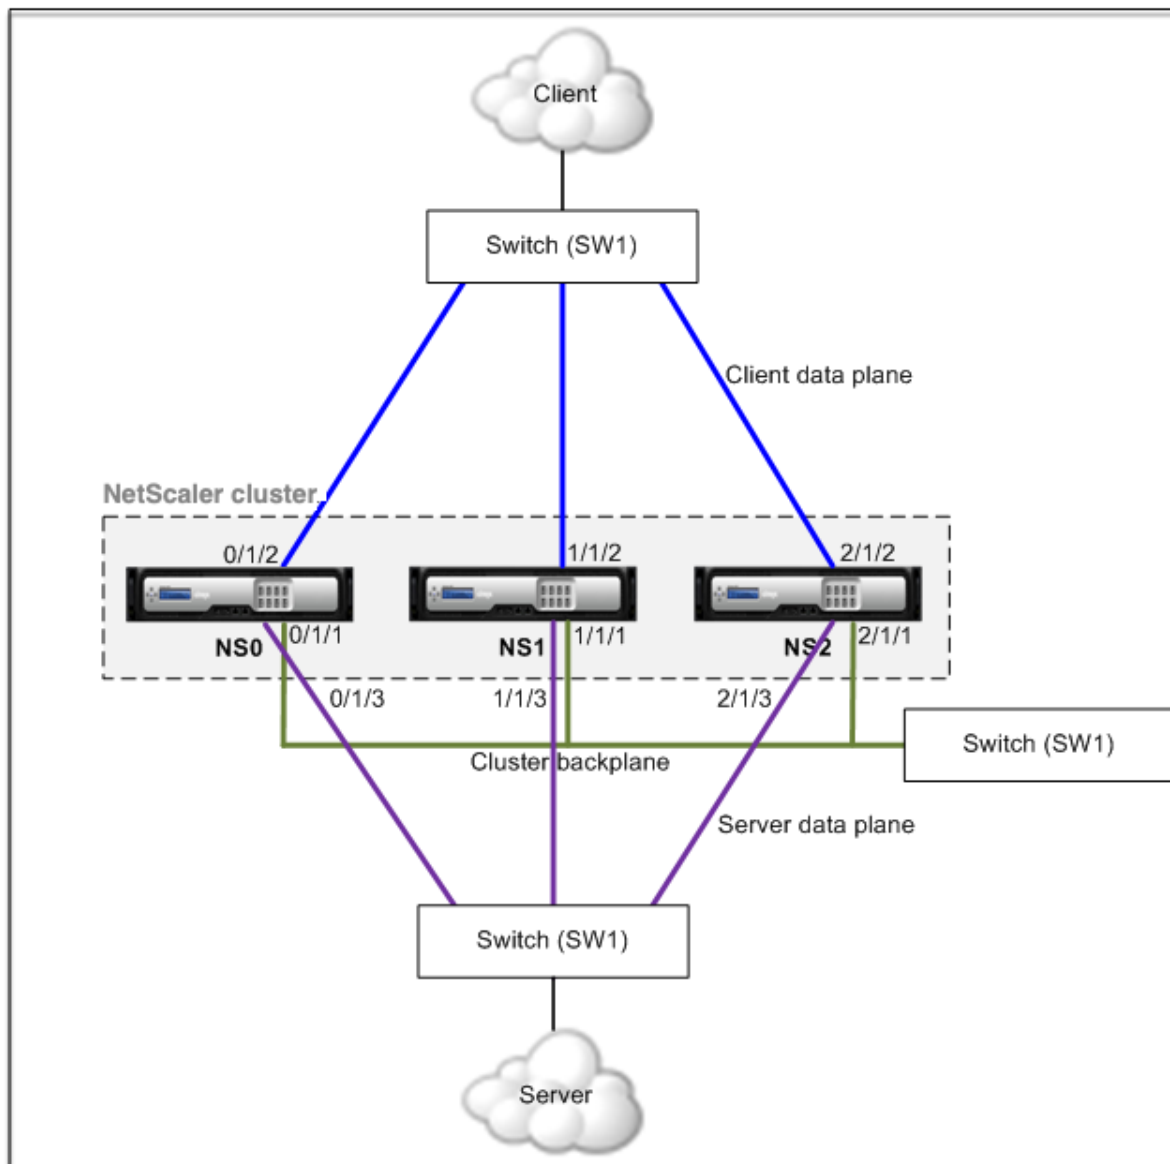 Client
Switch (SW1)
Client data plane
NetScaler cluster
0/1/2
1/1/2
2/1/2
0/1/1
1/1/1
2/1/1
NS0
NS1
NS2
0/1/3
1/1/3
2/1/3
Switch (SW1)
Cluster backplane
Server data plane
Switch (SW1)
Server